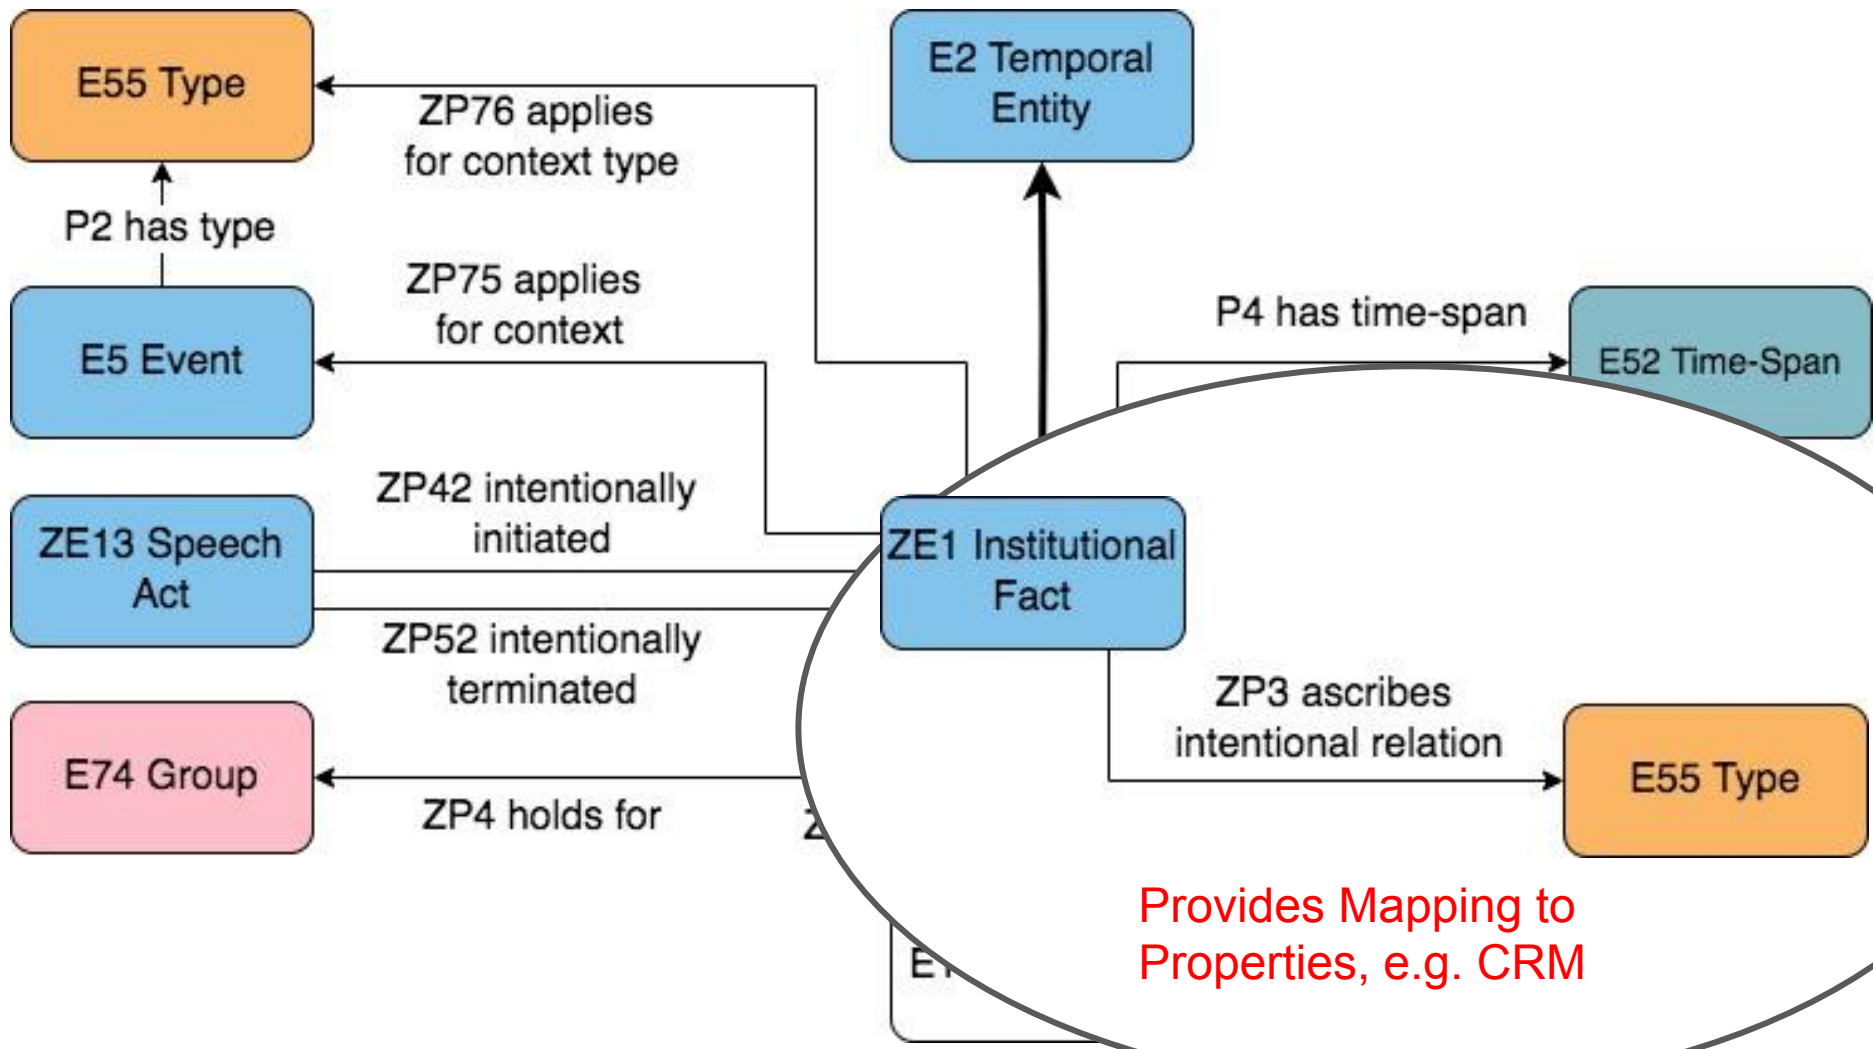 E55 Type
E2 Temporal
Entity
ZP76 applies
for context type
P2 has type
ZP75 applies
for context
P4 has time-span
E5 Event
E52 Time-Span
ZP42 intentionally
initiated
ZE13 Speech
Act
ZE1 Institutional
Fact
ZP52 intentionally
terminated
ZP3 ascribes
intentional relation
E74 Group
E55 Type
ZP4 holds for
Provides Mapping to
Properties, e.g. CRM